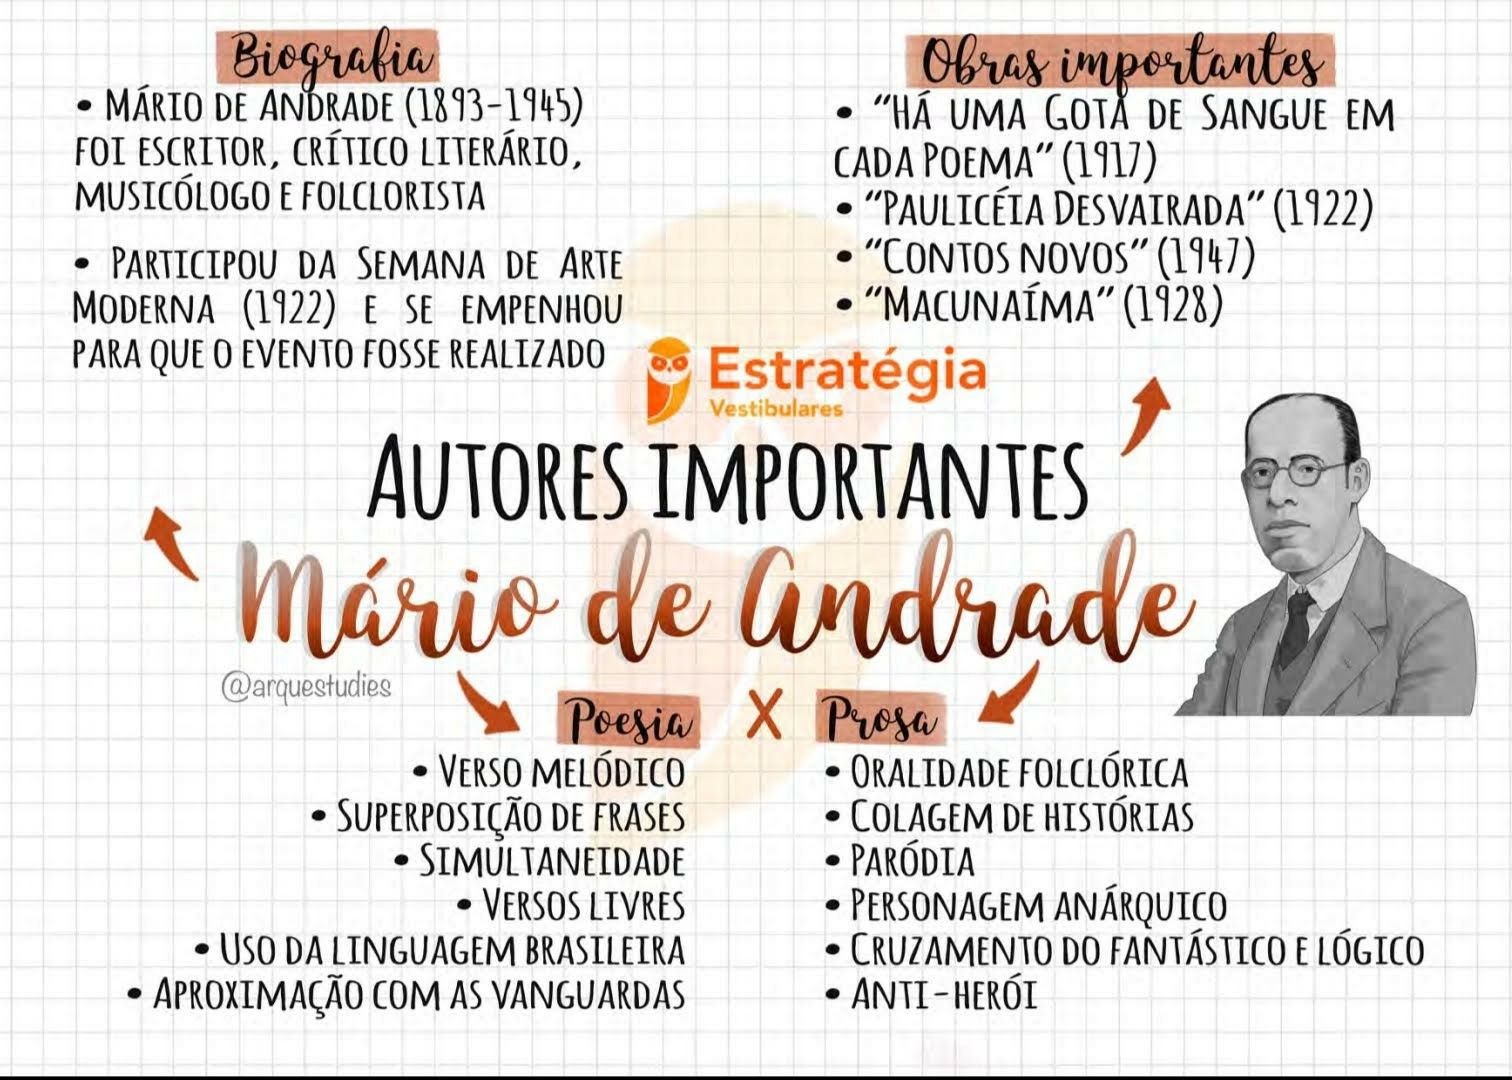 Biografia
• MÁRIO DE ANDRADE (1893-1945)
FOI ESCRITOR, CRÍTICO LITERÁRIO,
MUSICÓLOGO E FOLCLORISTA
• PARTICIPOU DA SEMANA DE ARTE
MODERNA (1922) E SE EMPENHOU
PARA QUE O EVENTO FOSSE REALIZADO
Obras importantes
• “HÁ UMA GOTA DE SANGUE EM
CADA POEMA” (1917)
• “PAULICÉIA DESVAIRADA” (1922)
• “CONTOS NOVOS” (1947)
• “MACUNAÍMA” (1928)
Estratégia
Vestibulares
AUTORES IMPORTANTES
Mário de Andrade
@arquestudies
Poesia X Prosa
• VERSO MELÓDICO
• SUPERPOSIÇÃO DE FRASES
• SIMULTANEIDADE
• VERSOS LIVRES
• USO DA LINGUAGEM BRASILEIRA
• APROXIMAÇÃO COM AS VANGUARDAS
• ORALIDADE FOLCLÓRICA
• COLAGEM DE HISTÓRIAS
• PARÓDIA
• PERSONAGEM ANÁRQUICO
• CRUZAMENTO DO FANTÁSTICO E LÓGICO
• ANTI-HERÓI